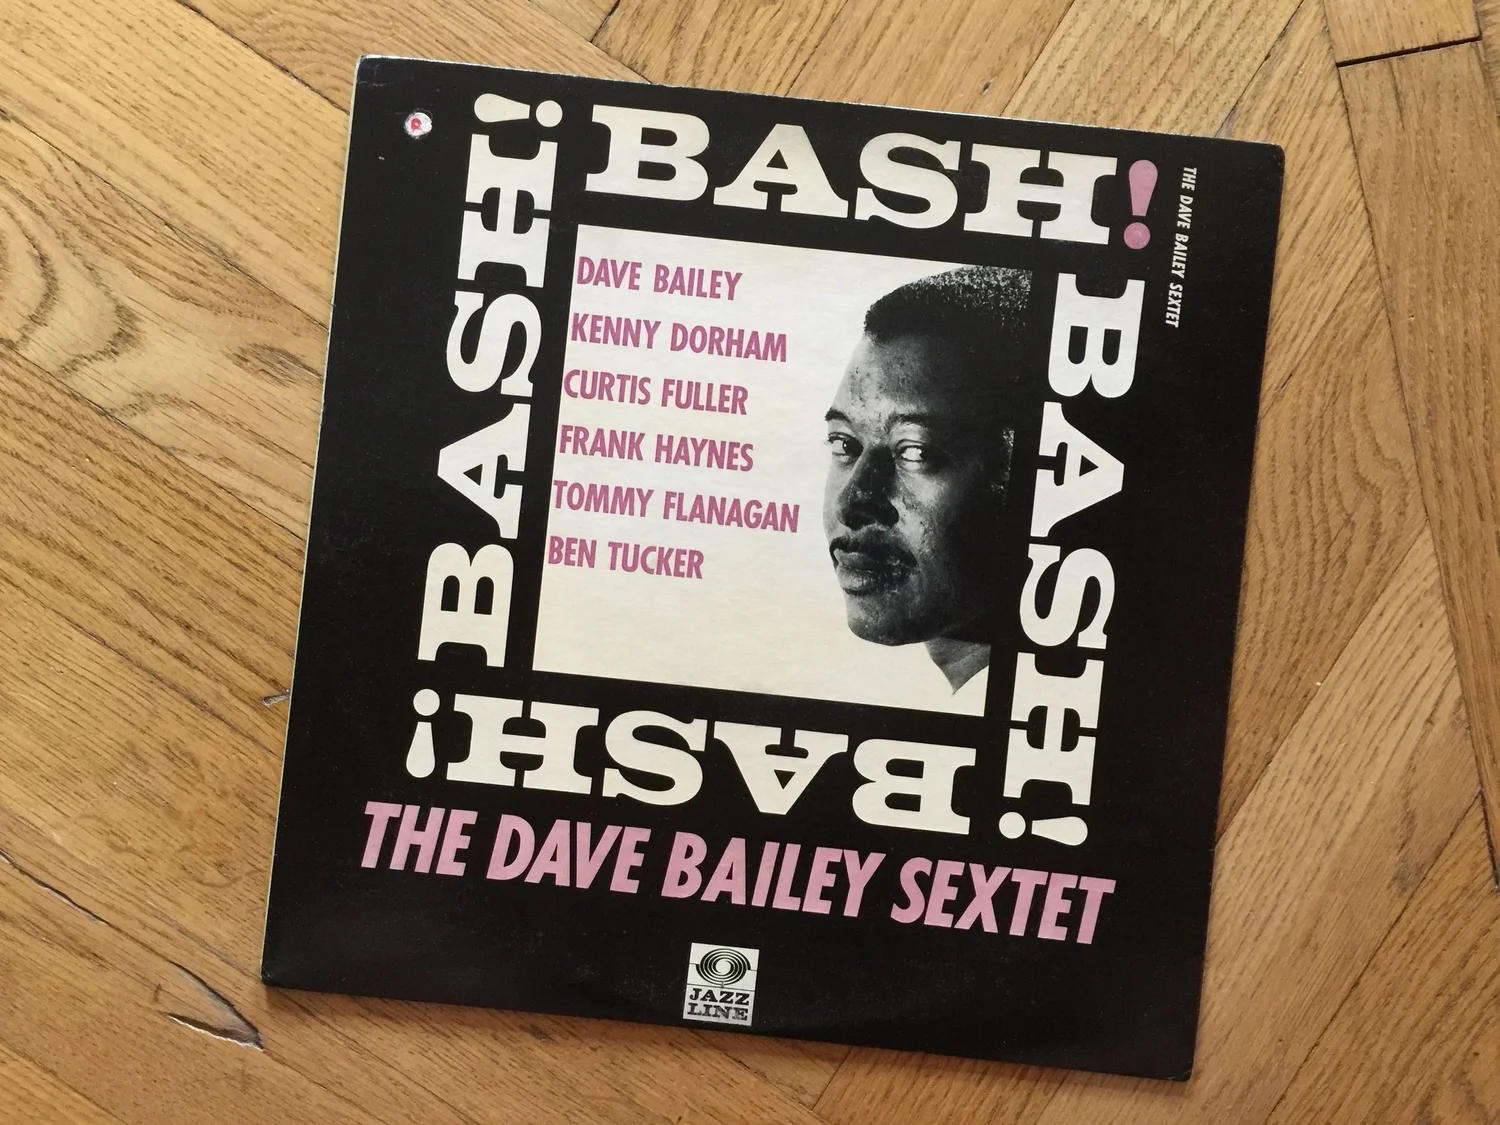 BASH!
BASH!
BASH!
BASH!
THE DAVE BAILEY SEXTET
DAVE BAILEY
KENNY DORHAM
CURTIS FULLER
FRANK HAYNES
TOMMY FLANAGAN
BEN TUCKER
THE DAVE BAILEY SEXTET
JAZZ
LINE